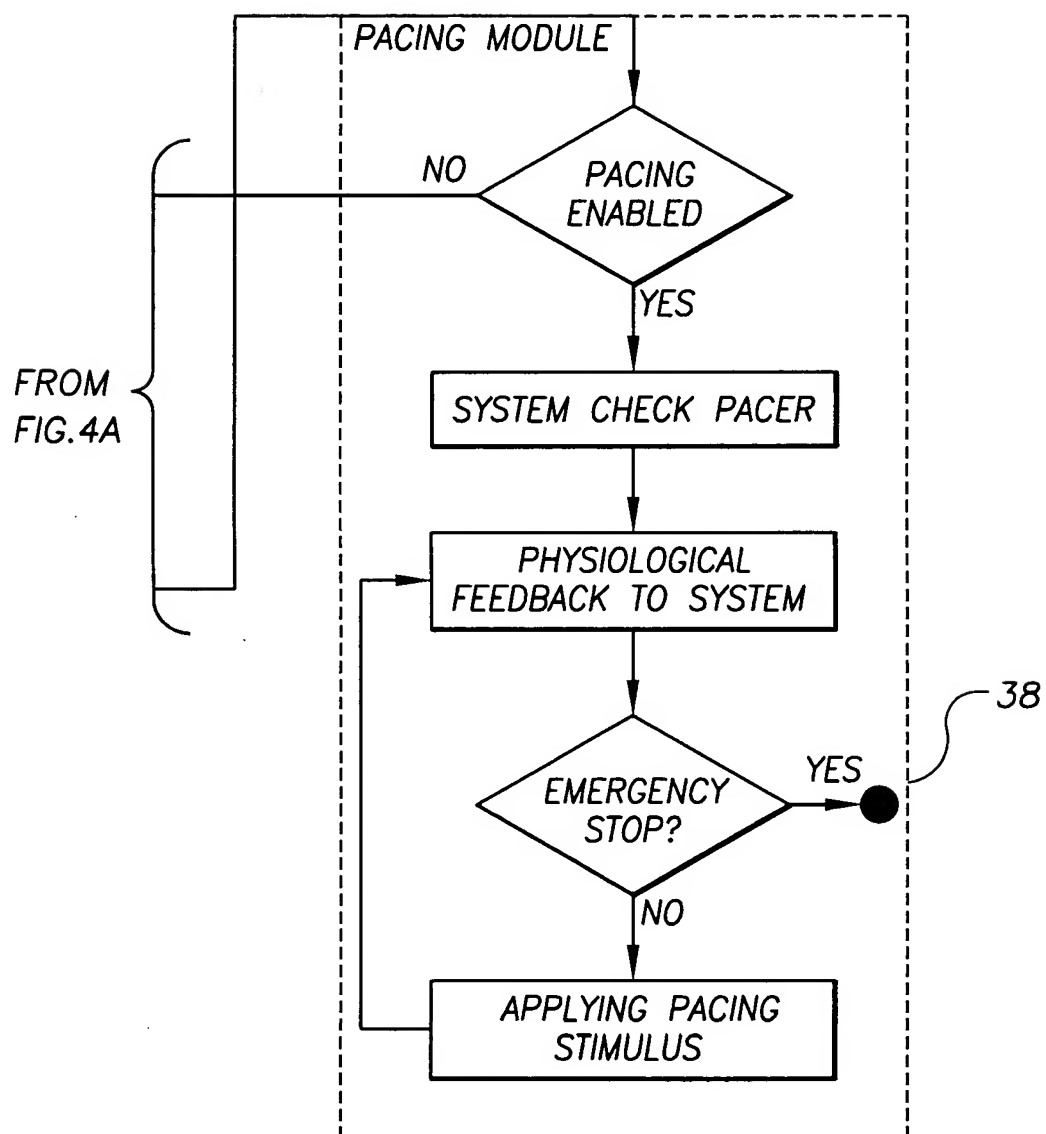 PACING MODULE
NO
PACING
ENABLED
YES
FROM
FIG.4A
SYSTEM CHECK PACER
PHYSIOLOGICAL
FEEDBACK TO SYSTEM
38
YES
EMERGENCY
STOP?
NO
APPLYING PACING
STIMULUS